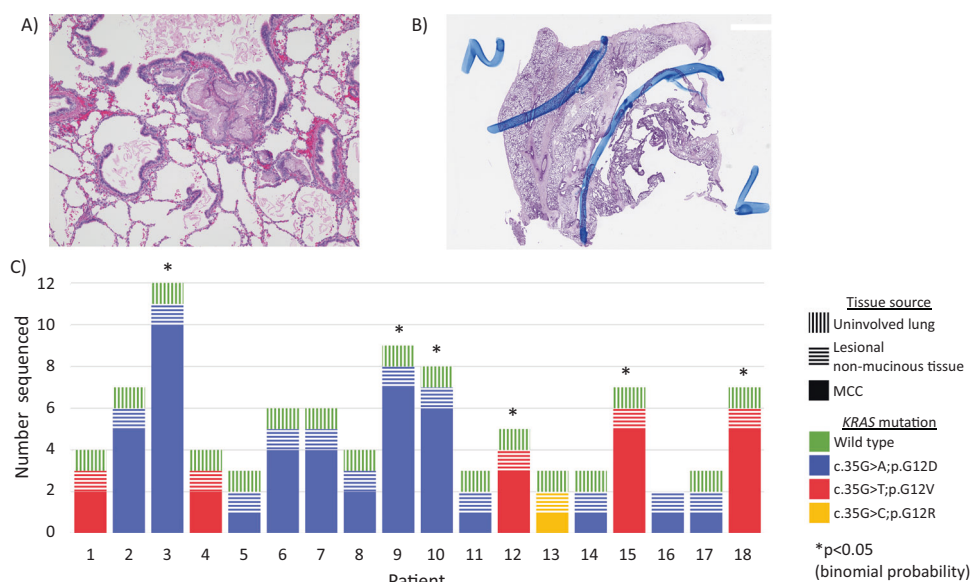 A)
B)
N
L
C)
Number sequenced
12
10
8
6
4
2
0
* * * * * *
1 2 3 4 5 6 7 8 9 10 11 12 13 14 15 16 17 18
Patient
Tissue source
Uninvolved lung
Lesional
non-mucinous tissue
MCC
KRAS mutation
Wild type
c.35G>A;p.G12D
c.35G>T;p.G12V
c.35G>C;p.G12R
*p<0.05
(binomial probability)